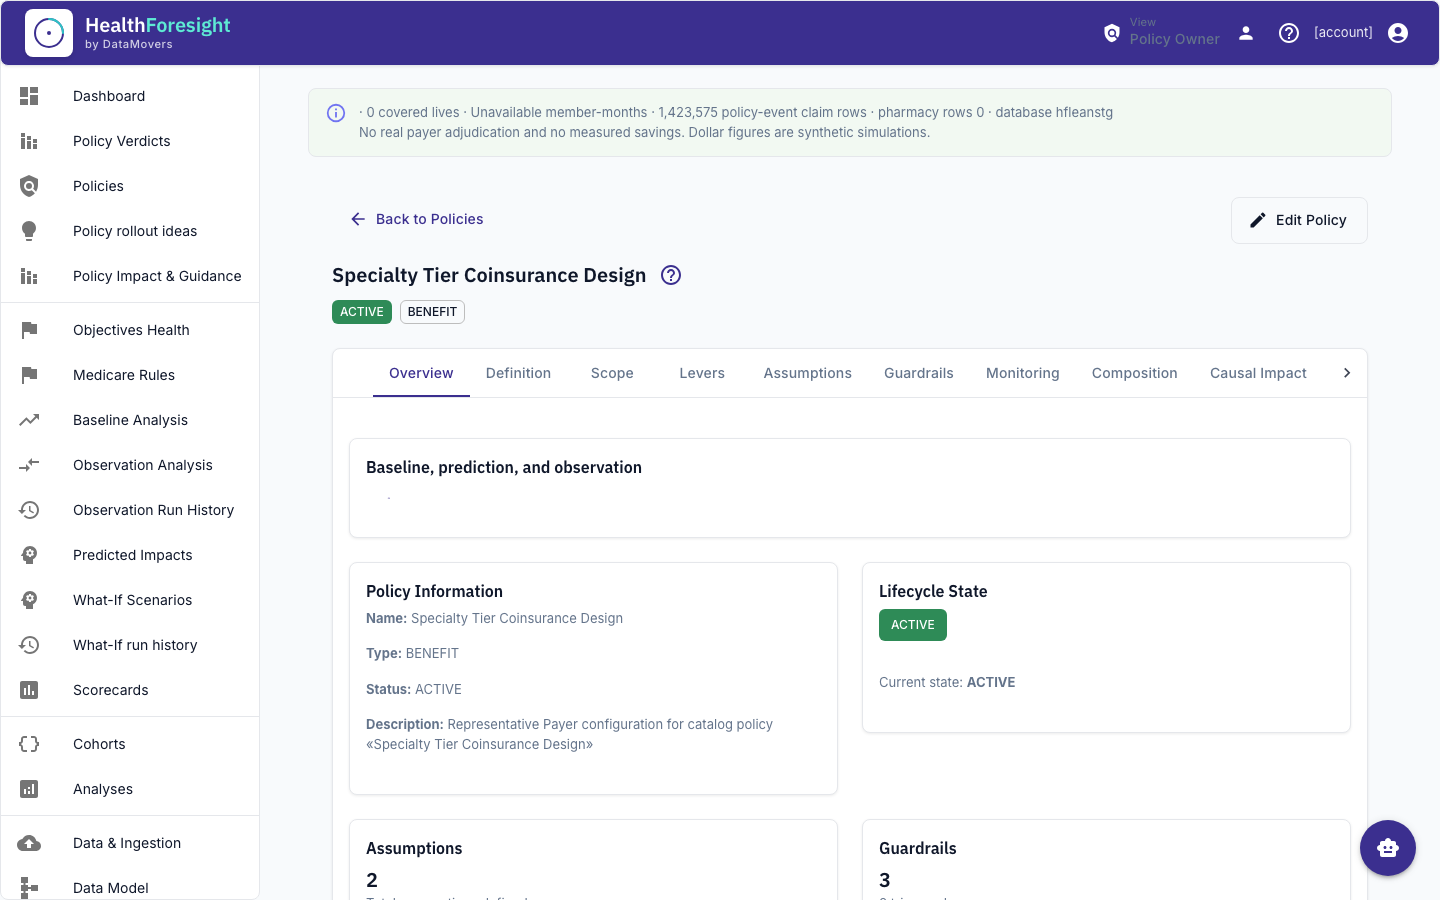 HealthForesight
by DataMovers
View
Policy Owner
[account]
Dashboard
Policy Verdicts
Policies
Policy rollout ideas
Policy Impact & Guidance
Objectives Health
Medicare Rules
Baseline Analysis
Observation Analysis
Observation Run History
Predicted Impacts
What-If Scenarios
What-If run history
Scorecards
Cohorts
Analyses
Data & Ingestion
Data Model
· 0 covered lives · Unavailable member-months · 1,423,575 policy-event claim rows · pharmacy rows 0 · database hfleanstg
No real payer adjudication and no measured savings. Dollar figures are synthetic simulations.
Back to Policies
Edit Policy
Specialty Tier Coinsurance Design
ACTIVE BENEFIT
Overview Definition Scope Levers Assumptions Guardrails Monitoring Composition Causal Impact
Baseline, prediction, and observation
Policy Information
Name: Specialty Tier Coinsurance Design
Type: BENEFIT
Status: ACTIVE
Description: Representative Payer configuration for catalog policy
«Specialty Tier Coinsurance Design»
Lifecycle State
ACTIVE
Current state: ACTIVE
Assumptions
2
Guardrails
3